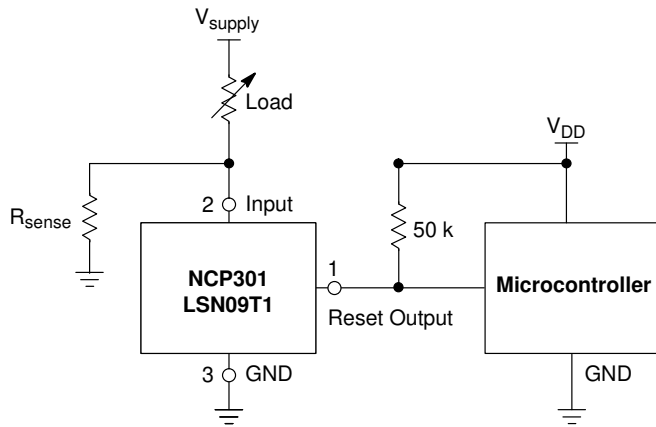 Vsupply
Load
VDD
Rsense
2 Input
50 k
NCP301
LSN09T1
1
Microcontroller
Reset Output
3 GND
GND